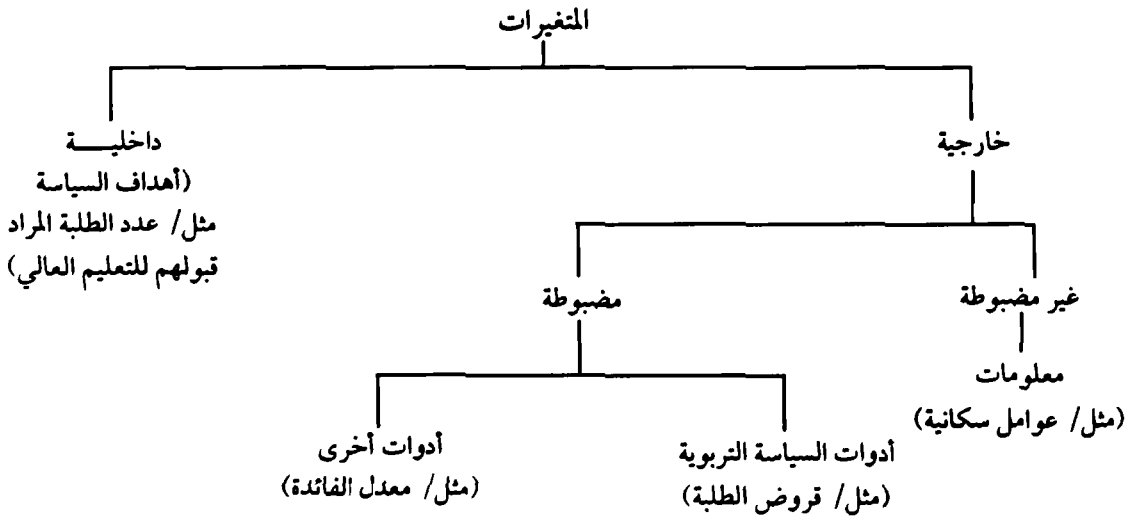 المتغيرات
خارجية
داخليــــة
(أهداف السياسة
مثل/ عدد الطلبة المراد
قبولهم للتعليم العالي)
غير مضبوطة
مضبوطة
معلومات
(مثل/ عوامل سكانية)
أدوات السياسة التربوية
(مثل/ قروض الطلبة)
أدوات أخرى
(مثل/ معدل الفائدة)